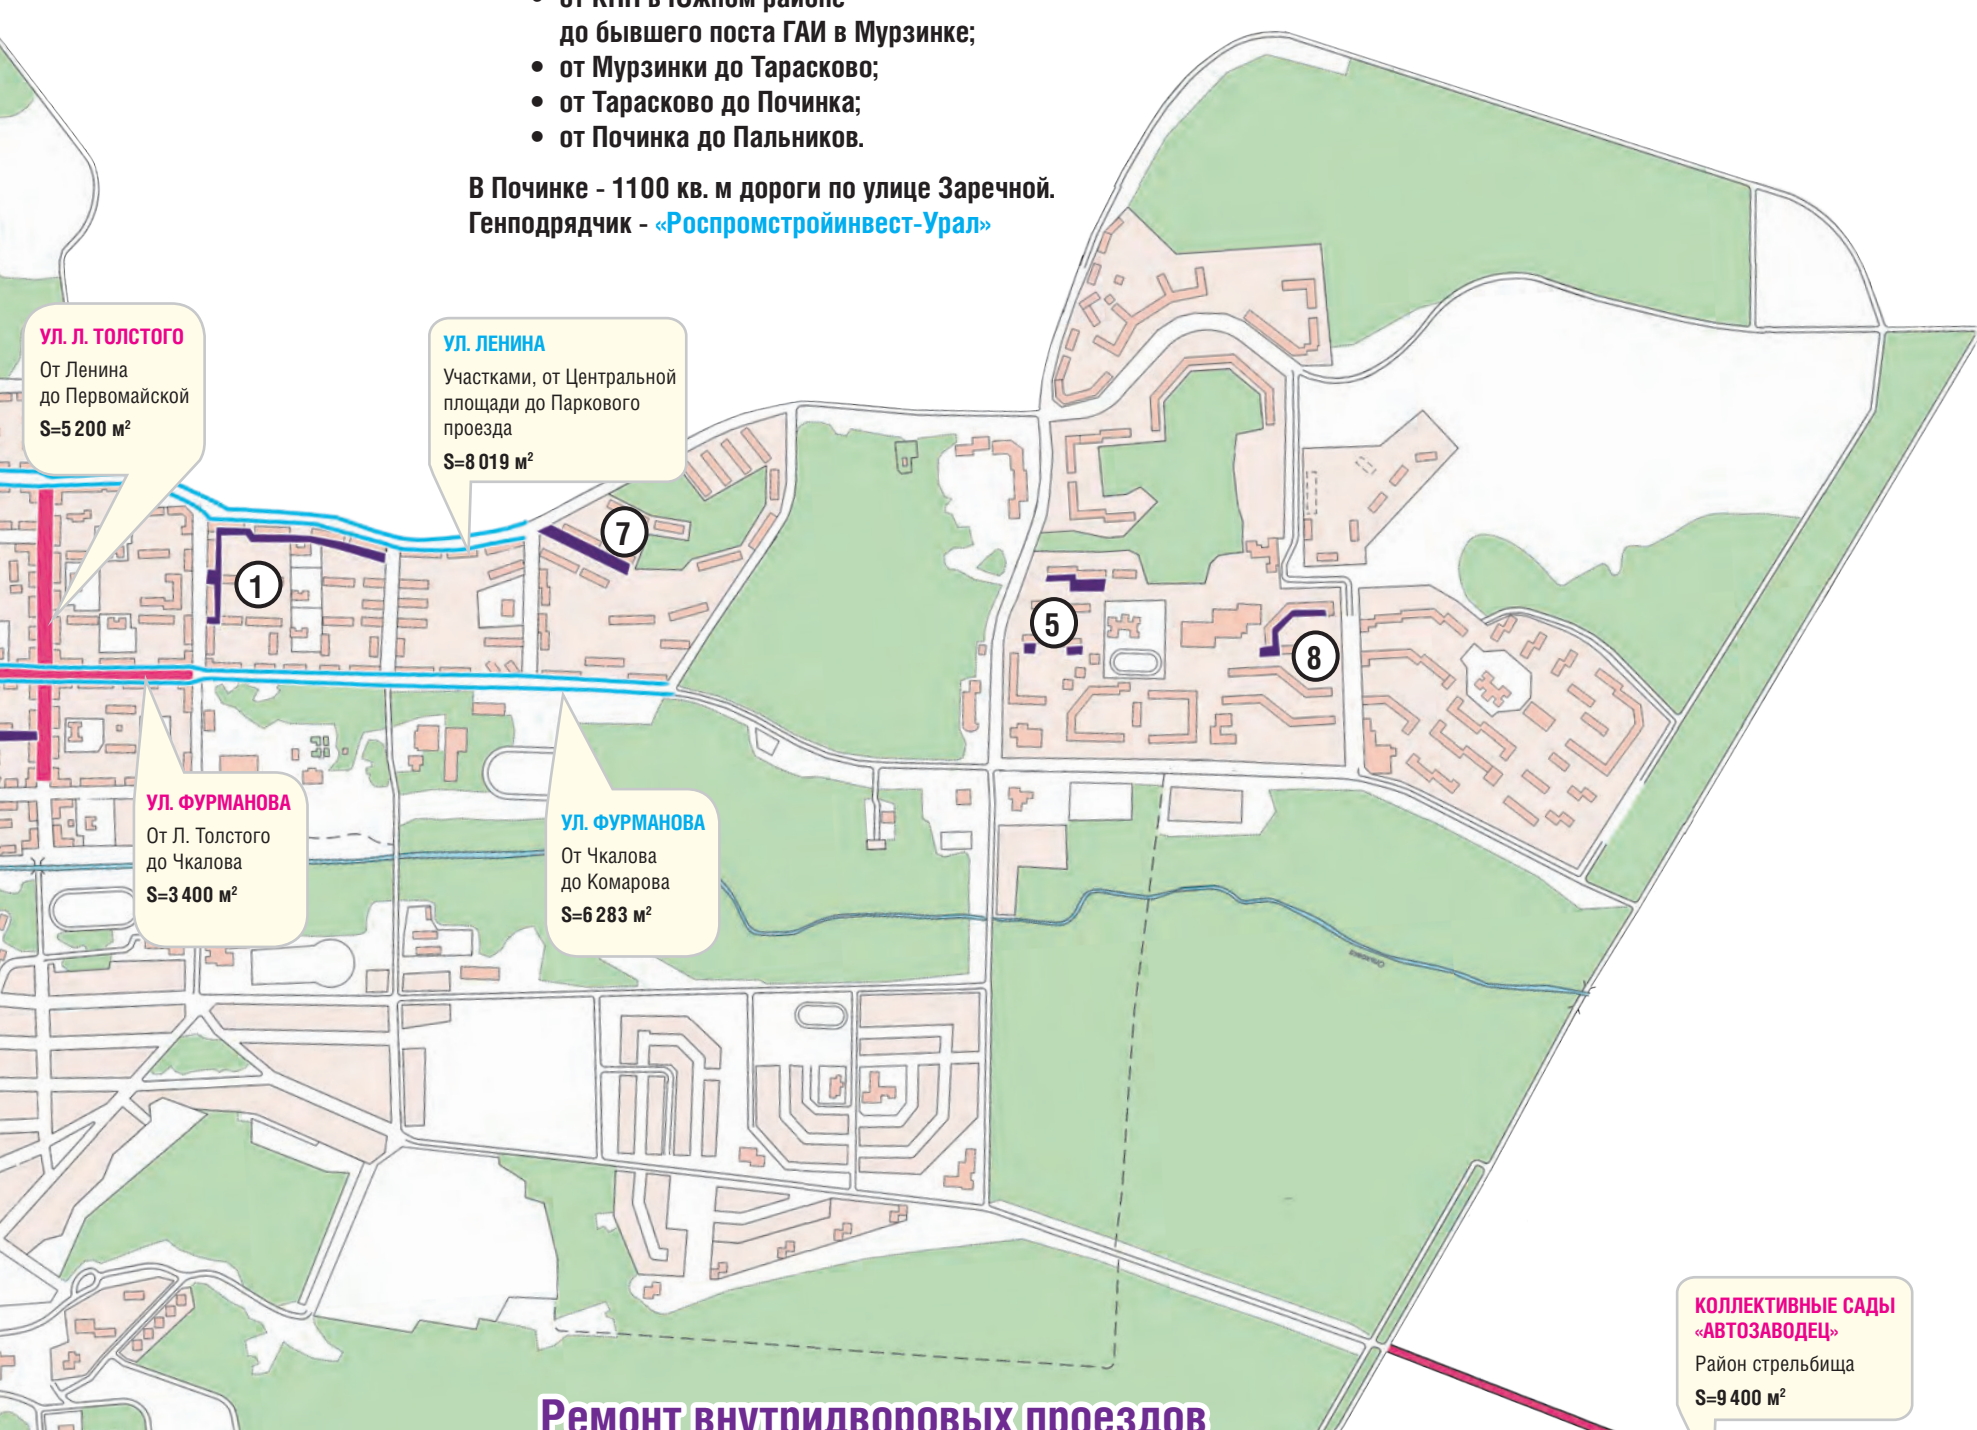 • от КПП в Южном районе
до бывшего поста ГАИ в Мурзинке;
• от Мурзинки до Тарасково;
• от Тарасково до Починка;
• от Починка до Пальников.
В Починке - 1100 кв. м дороги по улице Заречной.
Генподрядчик - «Роспромстройинвест-Урал»
УЛ. Л. ТОЛСТОГО
От Ленина
до Первомайской
S=5 200 м²
УЛ. ЛЕНИНА
Участками, от Центральной
площади до Паркового
проезда
S=8 019 м²
7
1
5
8
УЛ. ФУРМАНОВА
От Л. Толстого
до Чкалова
S=3 400 м²
УЛ. ФУРМАНОВА
От Чкалова
до Комарова
S=6 283 м²
КОЛЛЕКТИВНЫЕ САДЫ
«АВТОЗАВОДЕЦ»
Район стрельбища
S=9 400 м²
Ремонт внутридворовых проездов